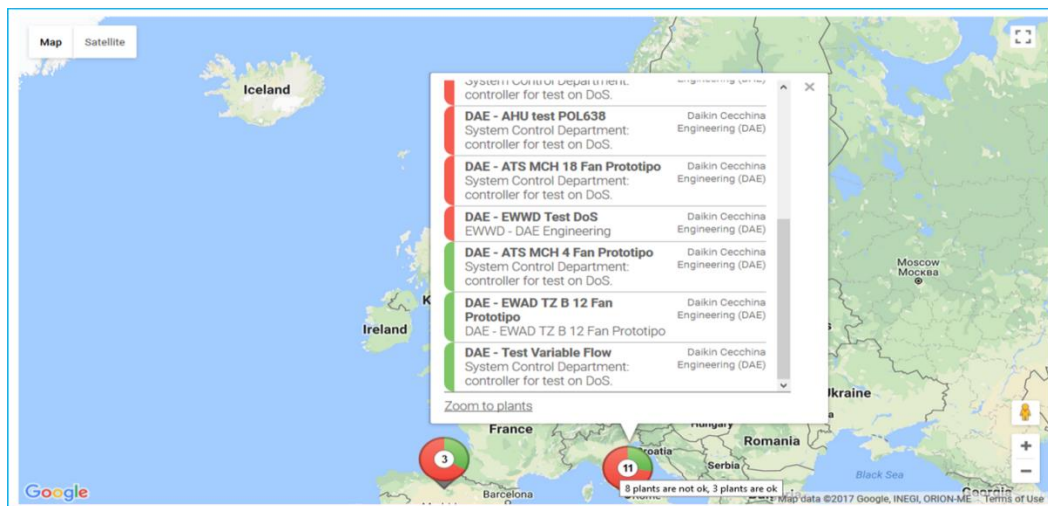 Map Satellite
Iceland
System Control Department:
controller for test on DoS.
Engineering (DAE)
DAE - AHU test POL638
Daikin Cecchina
System Control Department:
Engineering (DAE)
controller for test on DoS.
DAE - ATS MCH 18 Fan Prototipo
Daikin Cecchina
System Control Department:
Engineering (DAE)
controller for test on DoS.
DAE - EWWD Test DoS
Daikin Cecchina
EWWD - DAE Engineering
Engineering (DAE)
DAE - ATS MCH 4 Fan Prototipo
Daikin Cecchina
System Control Department:
Engineering (DAE)
controller for test on DoS.
DAE - EWAD TZ B 12 Fan
Daikin Cecchina
Prototipo
Engineering (DAE)
DAE - EWAD TZ B 12 Fan Prototipo
DAE - Test Variable Flow
Daikin Cecchina
System Control Department:
Engineering (DAE)
controller for test on DoS.
Zoom to plants
Moscow
Москва
Ireland
Ukraine
France
Hungary
Romania
Croatia
Serbia
3
11
8 plants are not ok, 3 plants are ok
Barcelona
Black Sea
Georgia
Google
Map data ©2017 Google, INEGI, ORION-ME Terms of Use